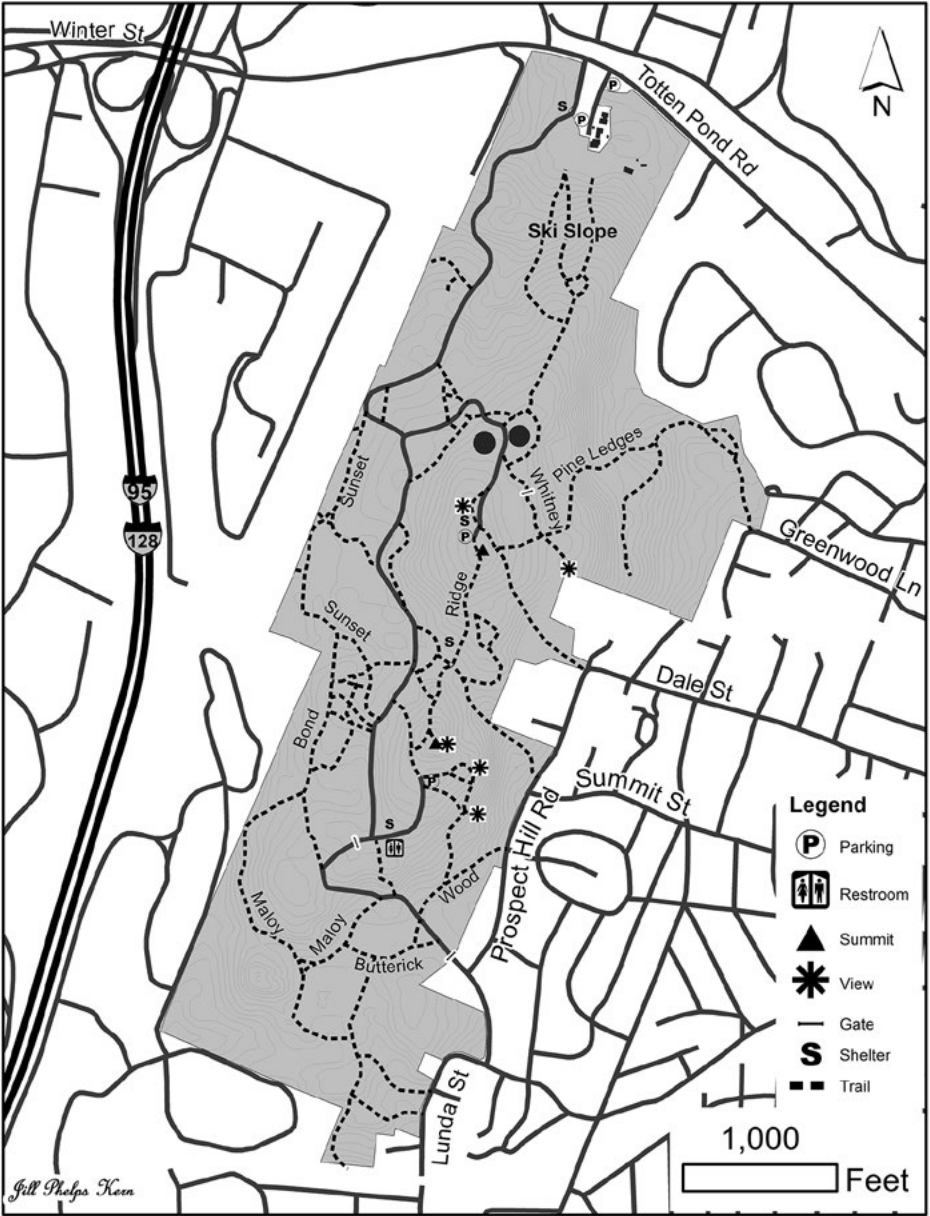 Winter St
Totten Pond Rd
N
P
S
P
Ski Slope
Sunset
Pine Ledges
Whitney
95
128
S
P
Greenwood Ln
Ridge
Sunset
S
Dale St
Bond
P
Summit St
S
Prospect Hill Rd
Wood
Maloy
Maloy
Butterick
Lunda St
Legend
P Parking
Restroom
Summit
View
Gate
S Shelter
Trail
1,000
Feet
Jill Phelps Kern